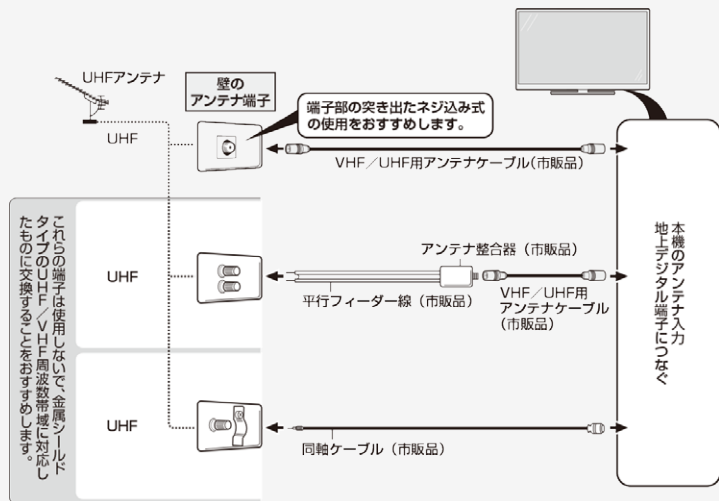 UHFアンテナ
壁の
アンテナ端子
端子部の突き出たネジ込み式
の使用をおすすめします。
UHF
VHF／UHF用アンテナケーブル(市販品)
これらの端子は使用しないで、金属シールド
タイプのUHF／VHF周波数帯域に対応し
たものに交換することをおすすめします。
UHF
アンテナ整合器（市販品）
平行フィーダー線（市販品）
VHF／UHF用
アンテナケーブル
(市販品)
UHF
同軸ケーブル（市販品）
本機のアンテナ入力
地上デジタル端子につなぐ